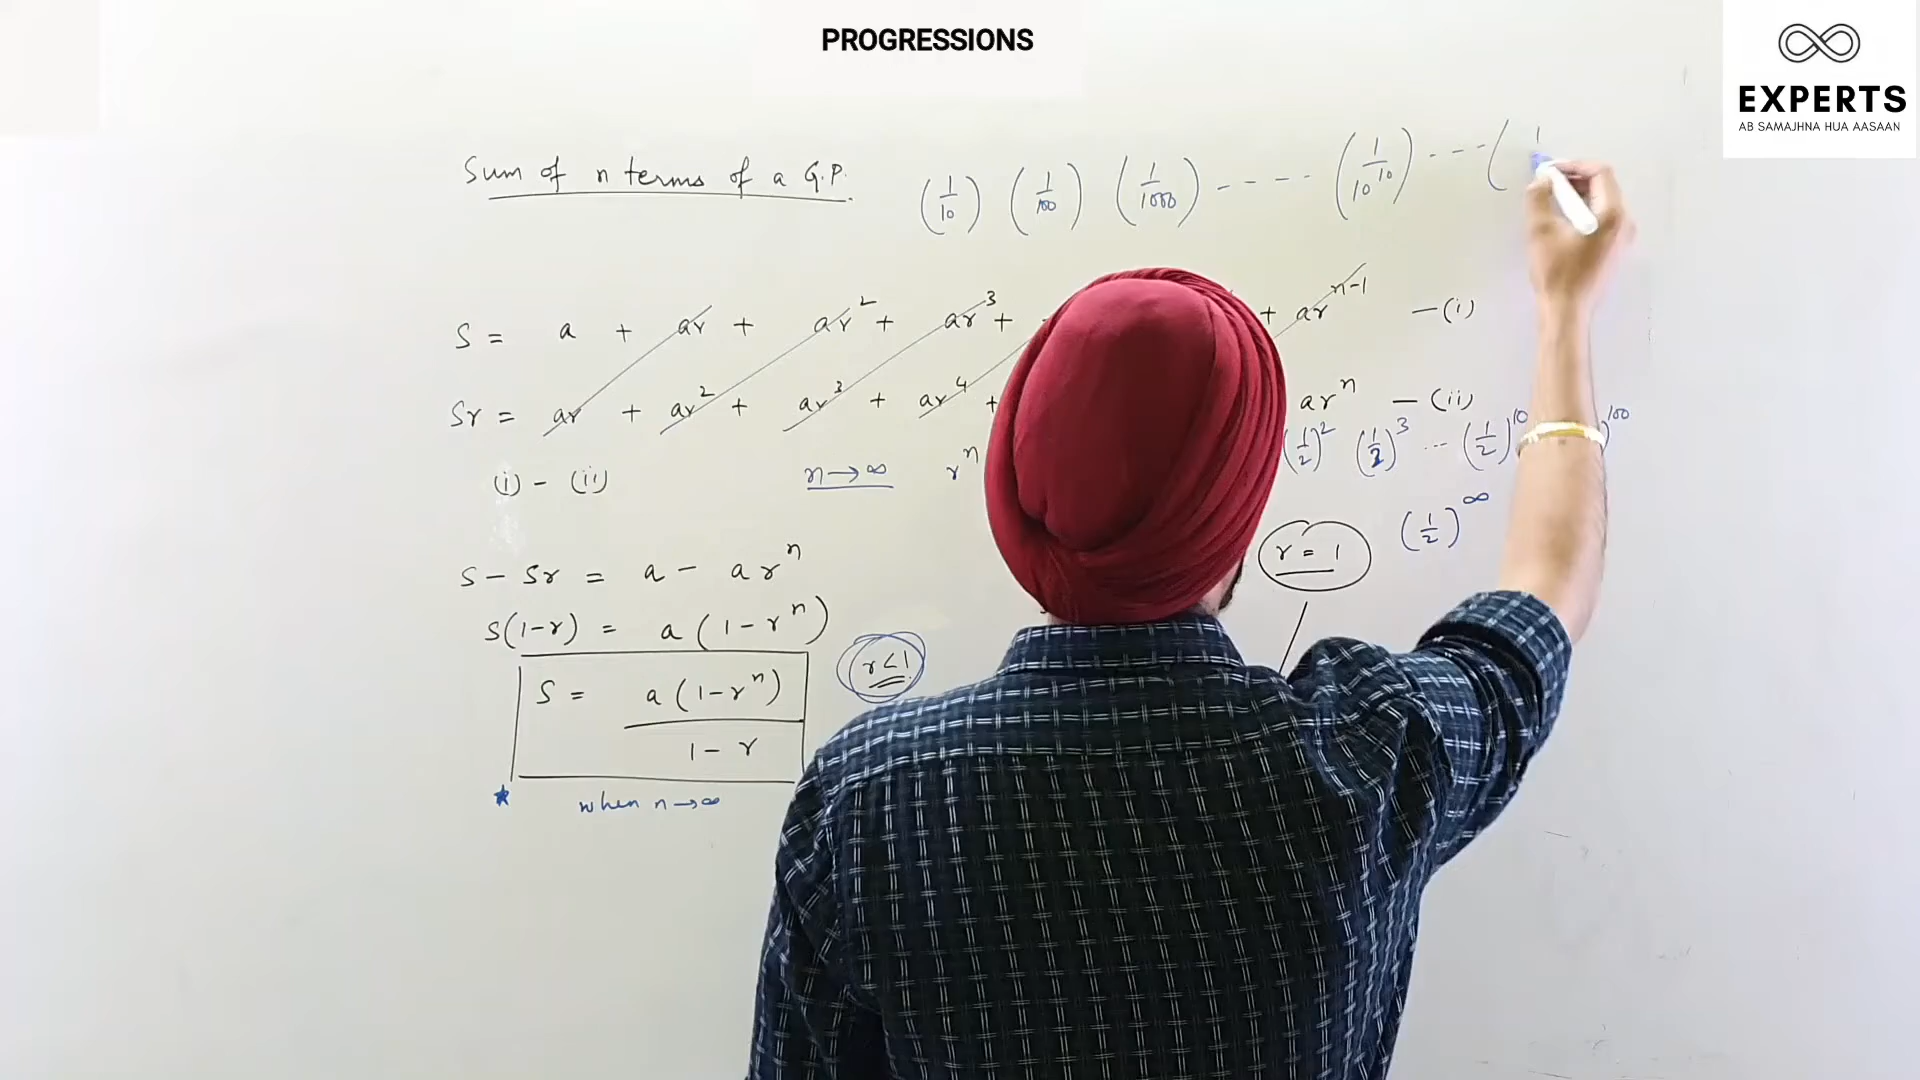 PROGRESSIONS
EXPERTS
AB SAMAJHNA HUA AASAAN
Sum of n terms of a G.P.
(1/10) (1/100) (1/1000) ---- (1/10^10) --- ( 1
S = a + ar + ar^2 + ar^3 + + ar^n-1 — (i)
Sr = ar + ar^2 + ar^3 + ar^4 + ar^n — (ii)
(i) - (ii) n→∞ r^n (1/2)^2 (1/2)^3 ... (1/2)^10 )^100
(1/2)^∞
r = 1
S - Sr = a - ar^n
S(1-r) = a(1-r^n)
r<1
S = a(1-r^n) / 1-r
★ when n→∞